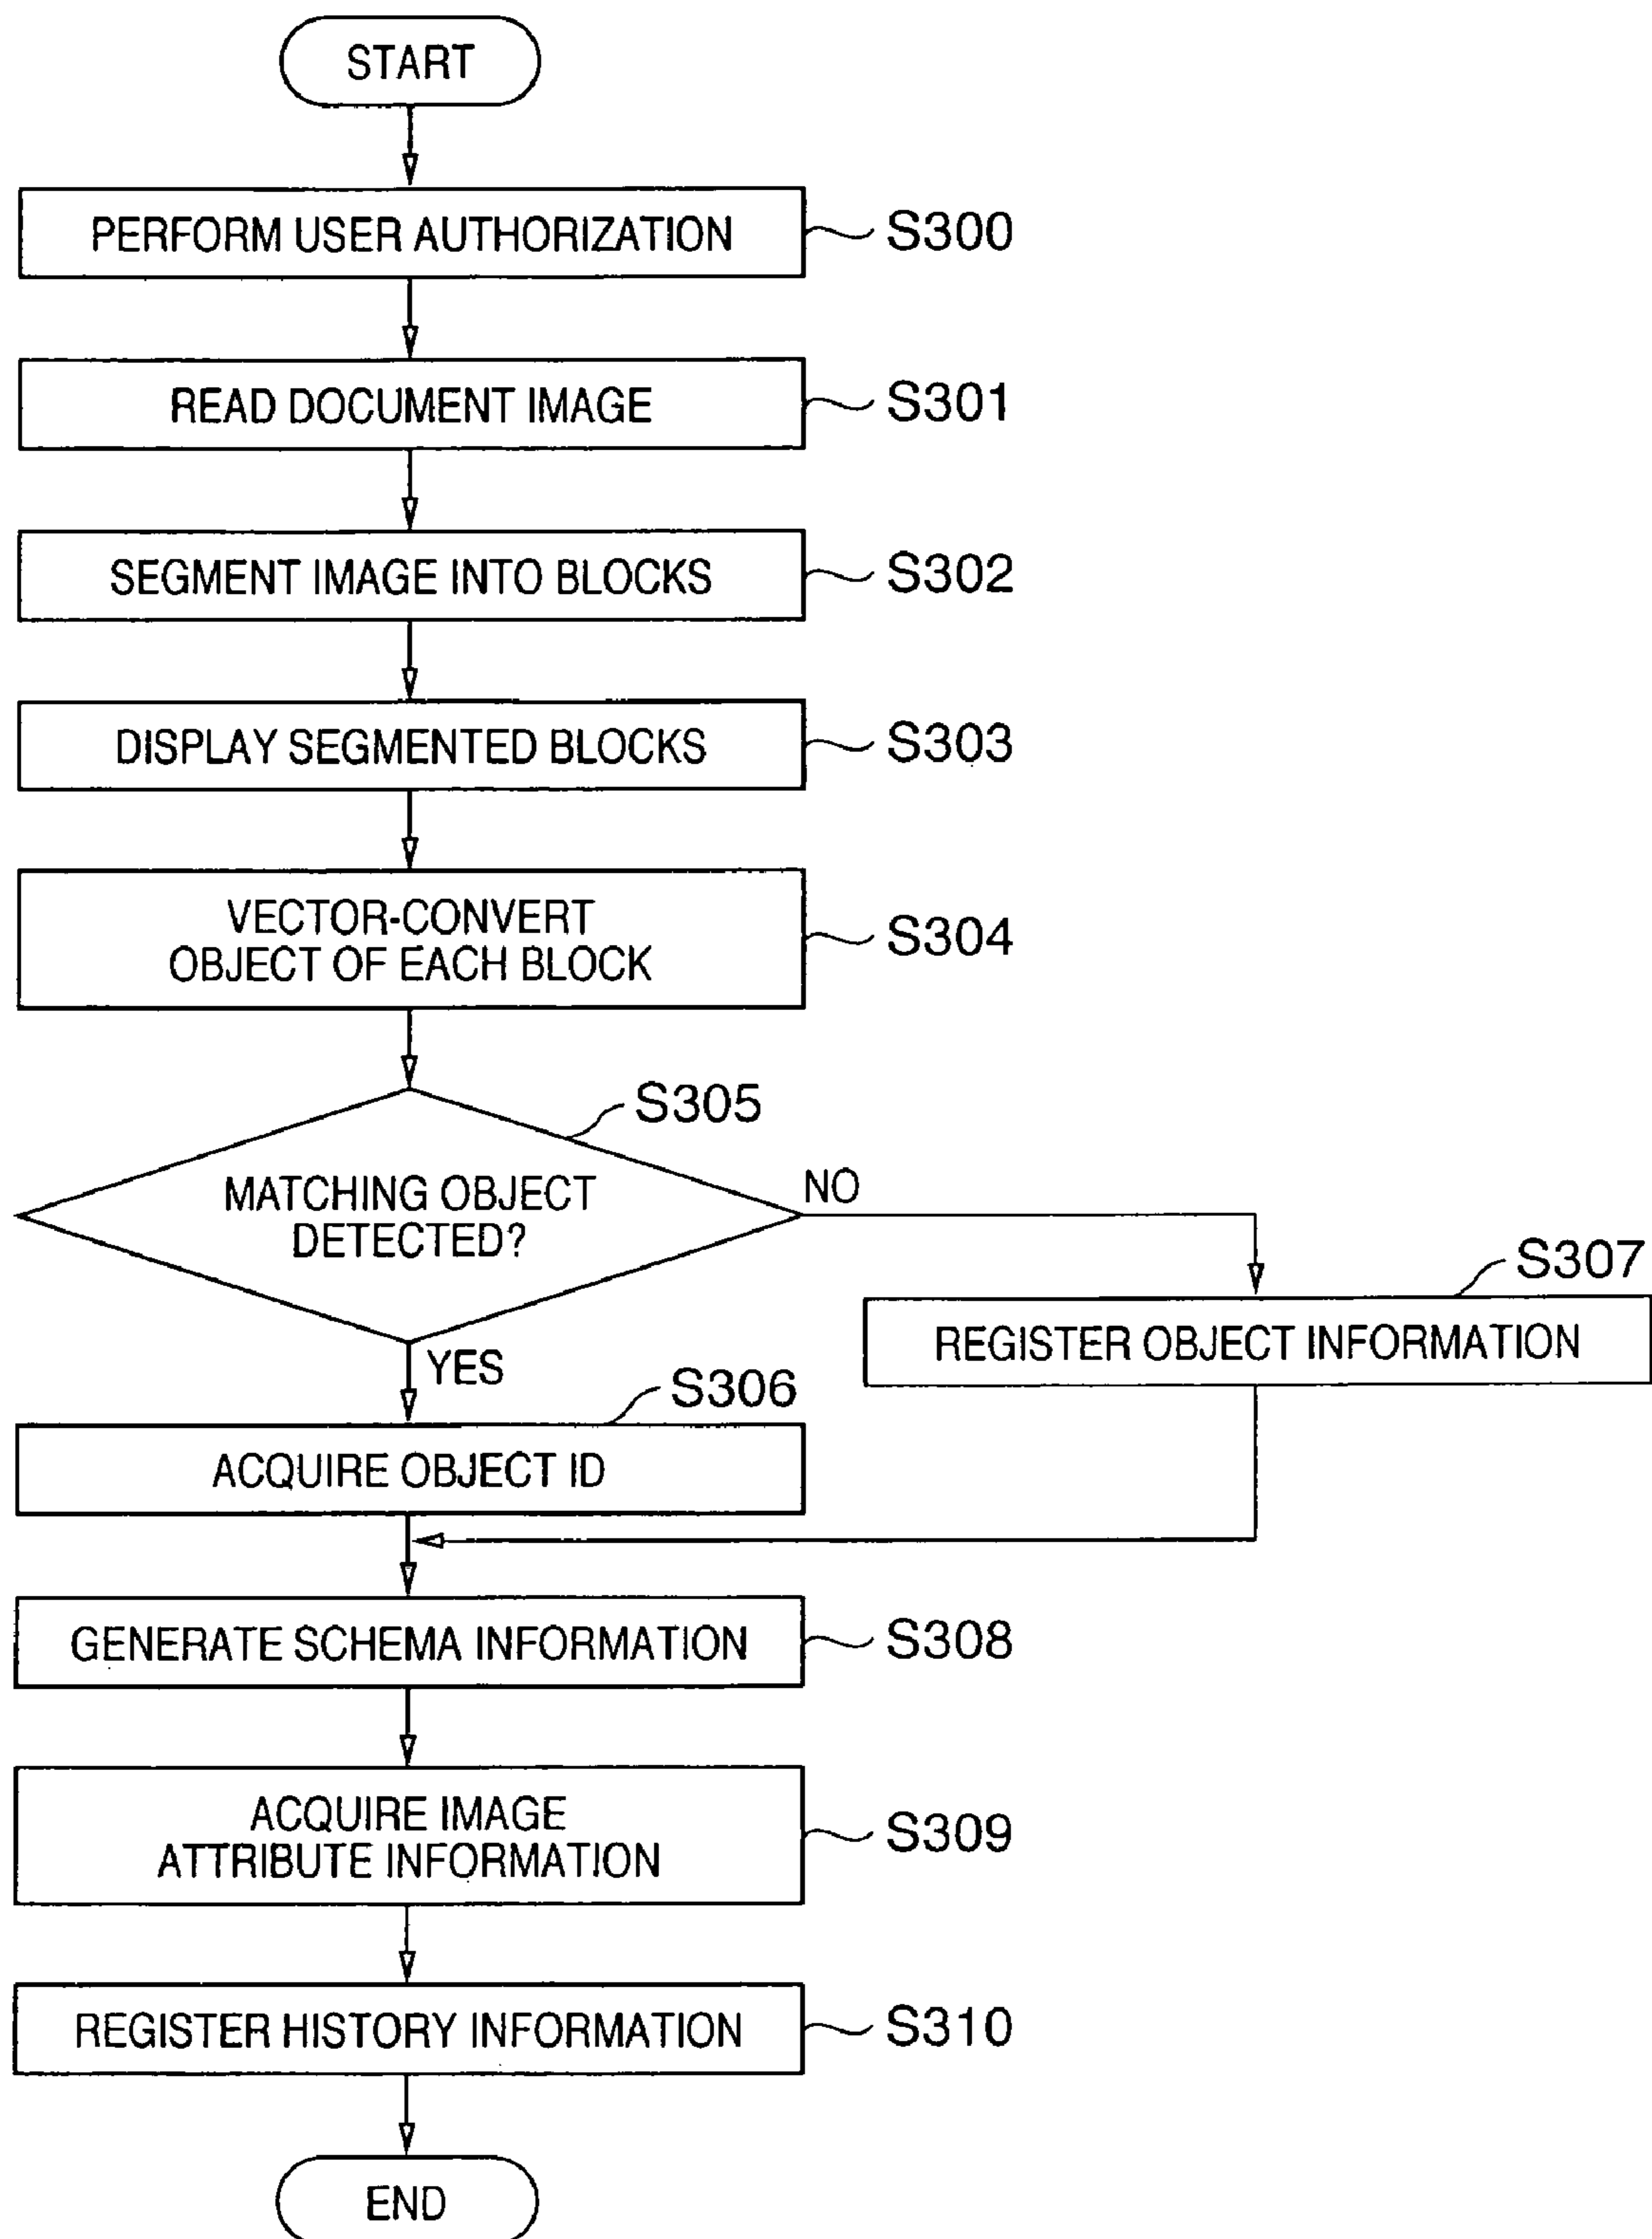 START
PERFORM USER AUTHORIZATION
S300
READ DOCUMENT IMAGE
S301
SEGMENT IMAGE INTO BLOCKS
S302
DISPLAY SEGMENTED BLOCKS
S303
VECTOR-CONVERT
OBJECT OF EACH BLOCK
S304
S305
MATCHING OBJECT
DETECTED?
NO
YES
S307
REGISTER OBJECT INFORMATION
S306
ACQUIRE OBJECT ID
GENERATE SCHEMA INFORMATION
S308
ACQUIRE IMAGE
ATTRIBUTE INFORMATION
S309
REGISTER HISTORY INFORMATION
S310
END